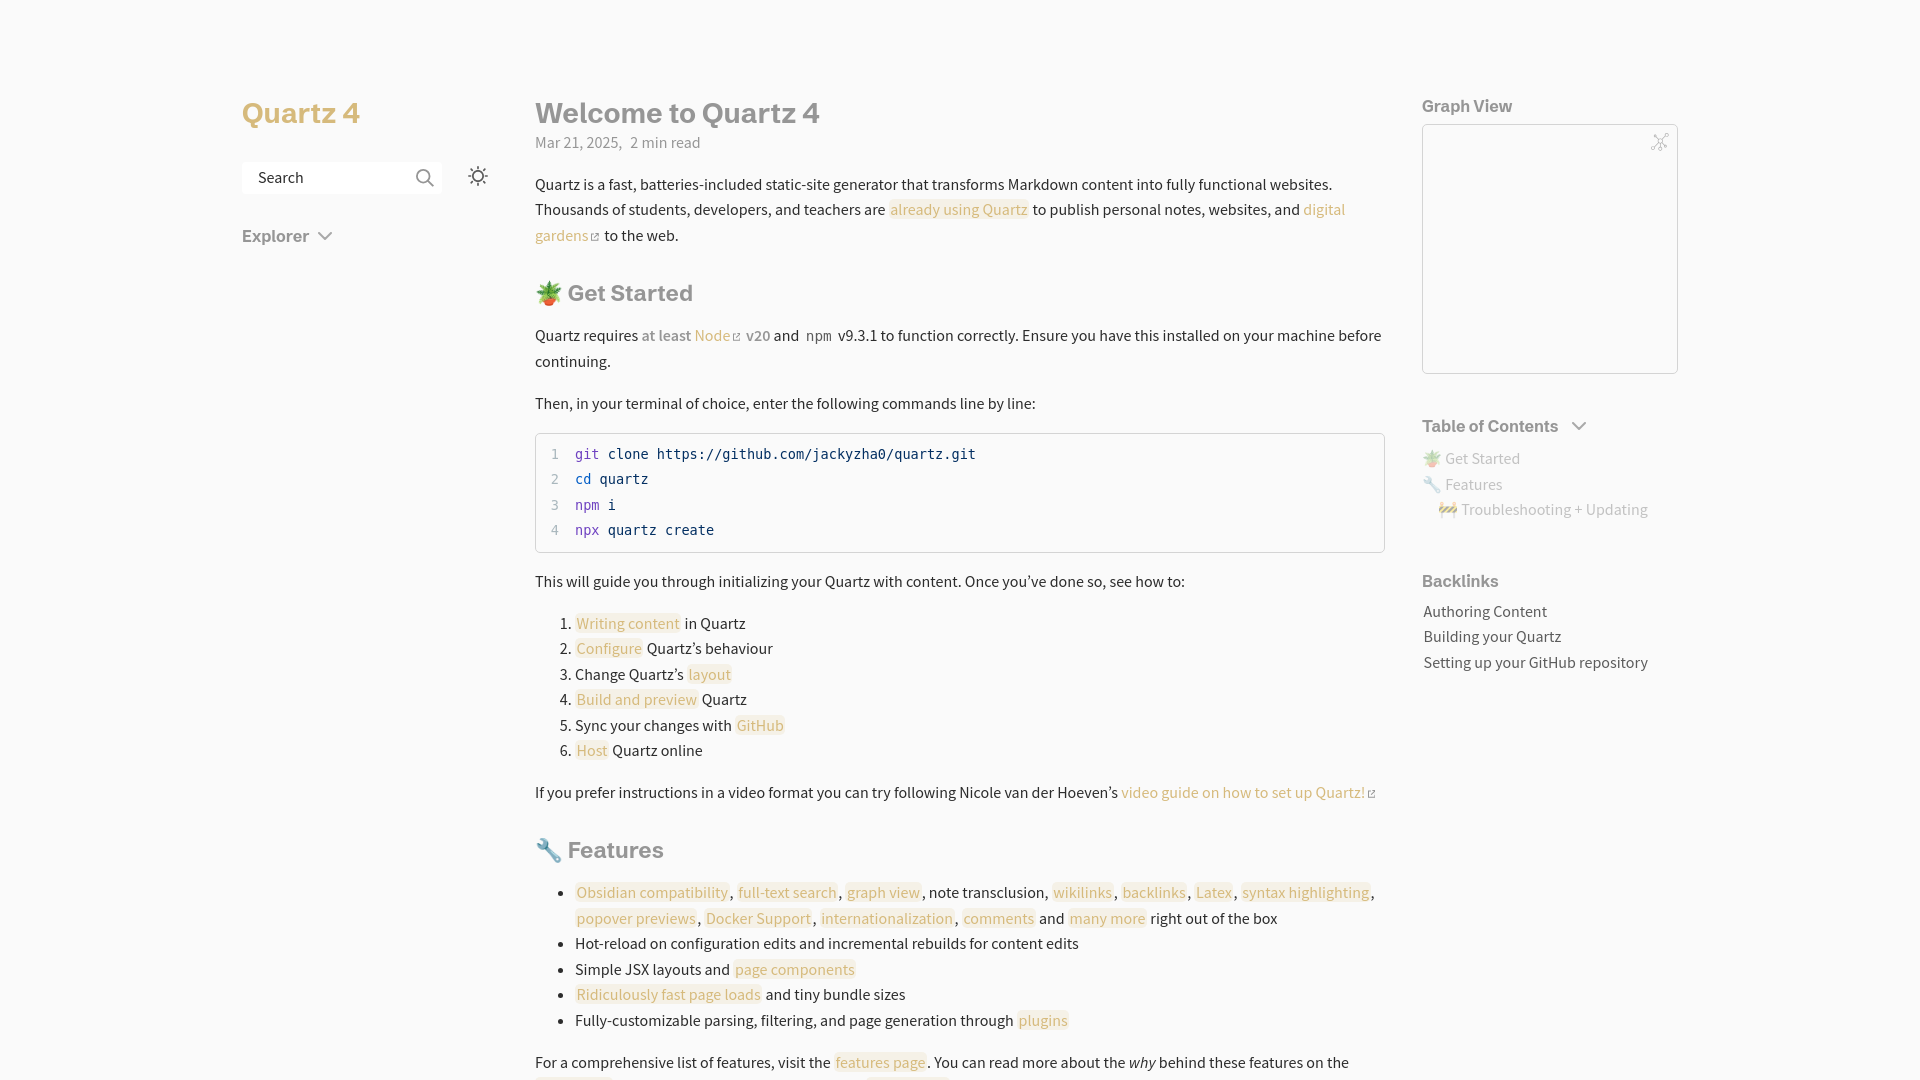 Quartz 4
Search
Explorer
Welcome to Quartz 4
Mar 21, 2025, 2 min read
Quartz is a fast, batteries-included static-site generator that transforms Markdown content into fully functional websites.
Thousands of students, developers, and teachers are already using Quartz to publish personal notes, websites, and digital
gardens to the web.
🪴 Get Started
Quartz requires at least Node v20 and npm v9.3.1 to function correctly. Ensure you have this installed on your machine before
continuing.
Then, in your terminal of choice, enter the following commands line by line:
1 git clone https://github.com/jackyzha0/quartz.git
2 cd quartz
3 npm i
4 npx quartz create
This will guide you through initializing your Quartz with content. Once you’ve done so, see how to:
1. Writing content in Quartz
2. Configure Quartz’s behaviour
3. Change Quartz’s layout
4. Build and preview Quartz
5. Sync your changes with GitHub
6. Host Quartz online
If you prefer instructions in a video format you can try following Nicole van der Hoeven’s video guide on how to set up Quartz!
🔧 Features
• Obsidian compatibility, full-text search, graph view, note transclusion, wikilinks, backlinks, Latex, syntax highlighting,
popover previews, Docker Support, internationalization, comments and many more right out of the box
• Hot-reload on configuration edits and incremental rebuilds for content edits
• Simple JSX layouts and page components
• Ridiculously fast page loads and tiny bundle sizes
• Fully-customizable parsing, filtering, and page generation through plugins
For a comprehensive list of features, visit the features page. You can read more about the why behind these features on the
Graph View
Table of Contents
🪴 Get Started
🔧 Features
🚧 Troubleshooting + Updating
Backlinks
Authoring Content
Building your Quartz
Setting up your GitHub repository